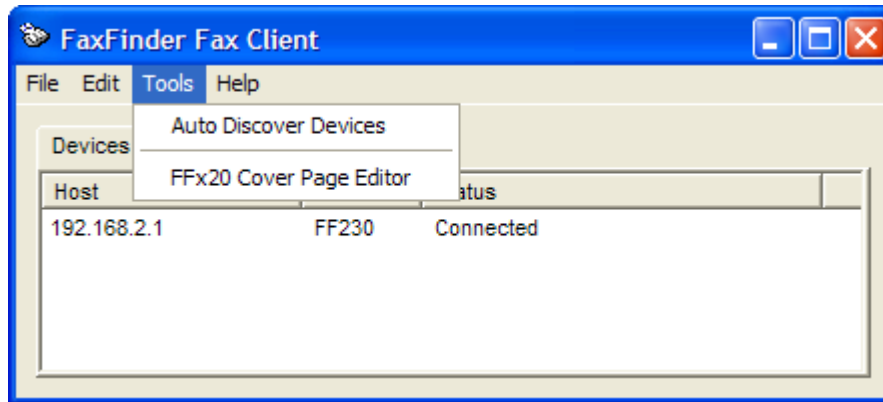 FaxFinder Fax Client
File Edit Tools Help
Auto Discover Devices
FFx20 Cover Page Editor
Devices
Host
192.168.2.1 FF230 Connected